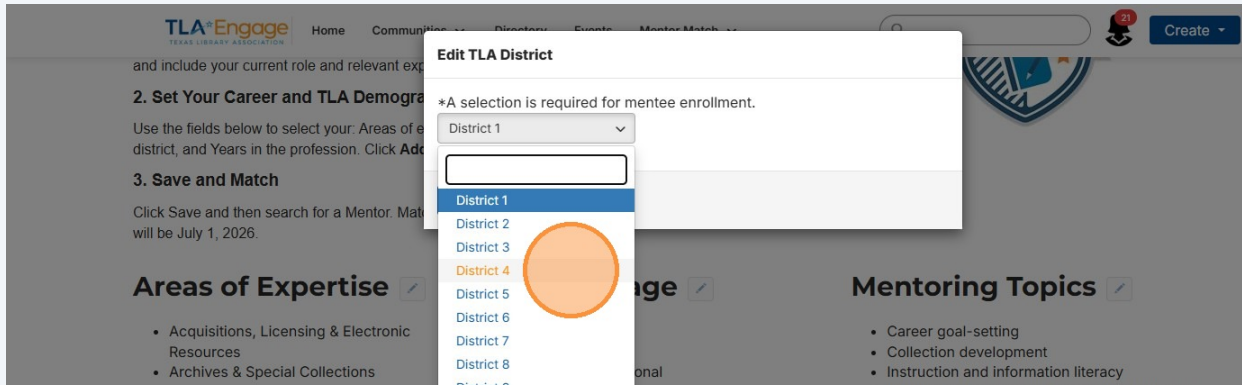 TLA Engage
TEXAS LIBRARY ASSOCIATION
Home
Communities
Directory
Events
Mentor Match
21
Create
and include your current role and relevant exp
2. Set Your Career and TLA Demogra
Use the fields below to select your: Areas of e
district, and Years in the profession. Click Add
3. Save and Match
Click Save and then search for a Mentor. Mat
will be July 1, 2026.
Edit TLA District
*A selection is required for mentee enrollment.
District 1
District 1
District 2
District 3
District 4
District 5
District 6
District 7
District 8
Areas of Expertise
• Acquisitions, Licensing & Electronic
Resources
• Archives & Special Collections
age
onal
Mentoring Topics
• Career goal-setting
• Collection development
• Instruction and information literacy